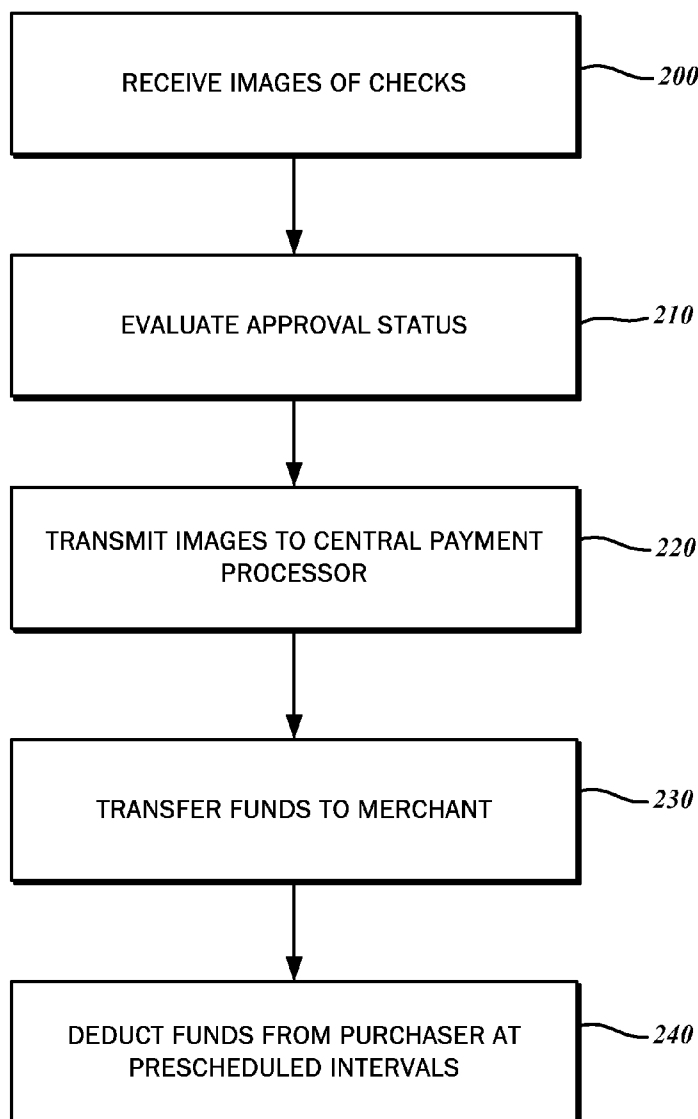 RECEIVE IMAGES OF CHECKS
200
EVALUATE APPROVAL STATUS
210
TRANSMIT IMAGES TO CENTRAL PAYMENT
PROCESSOR
220
TRANSFER FUNDS TO MERCHANT
230
DEDUCT FUNDS FROM PURCHASER AT
PRESCHEDULED INTERVALS
240